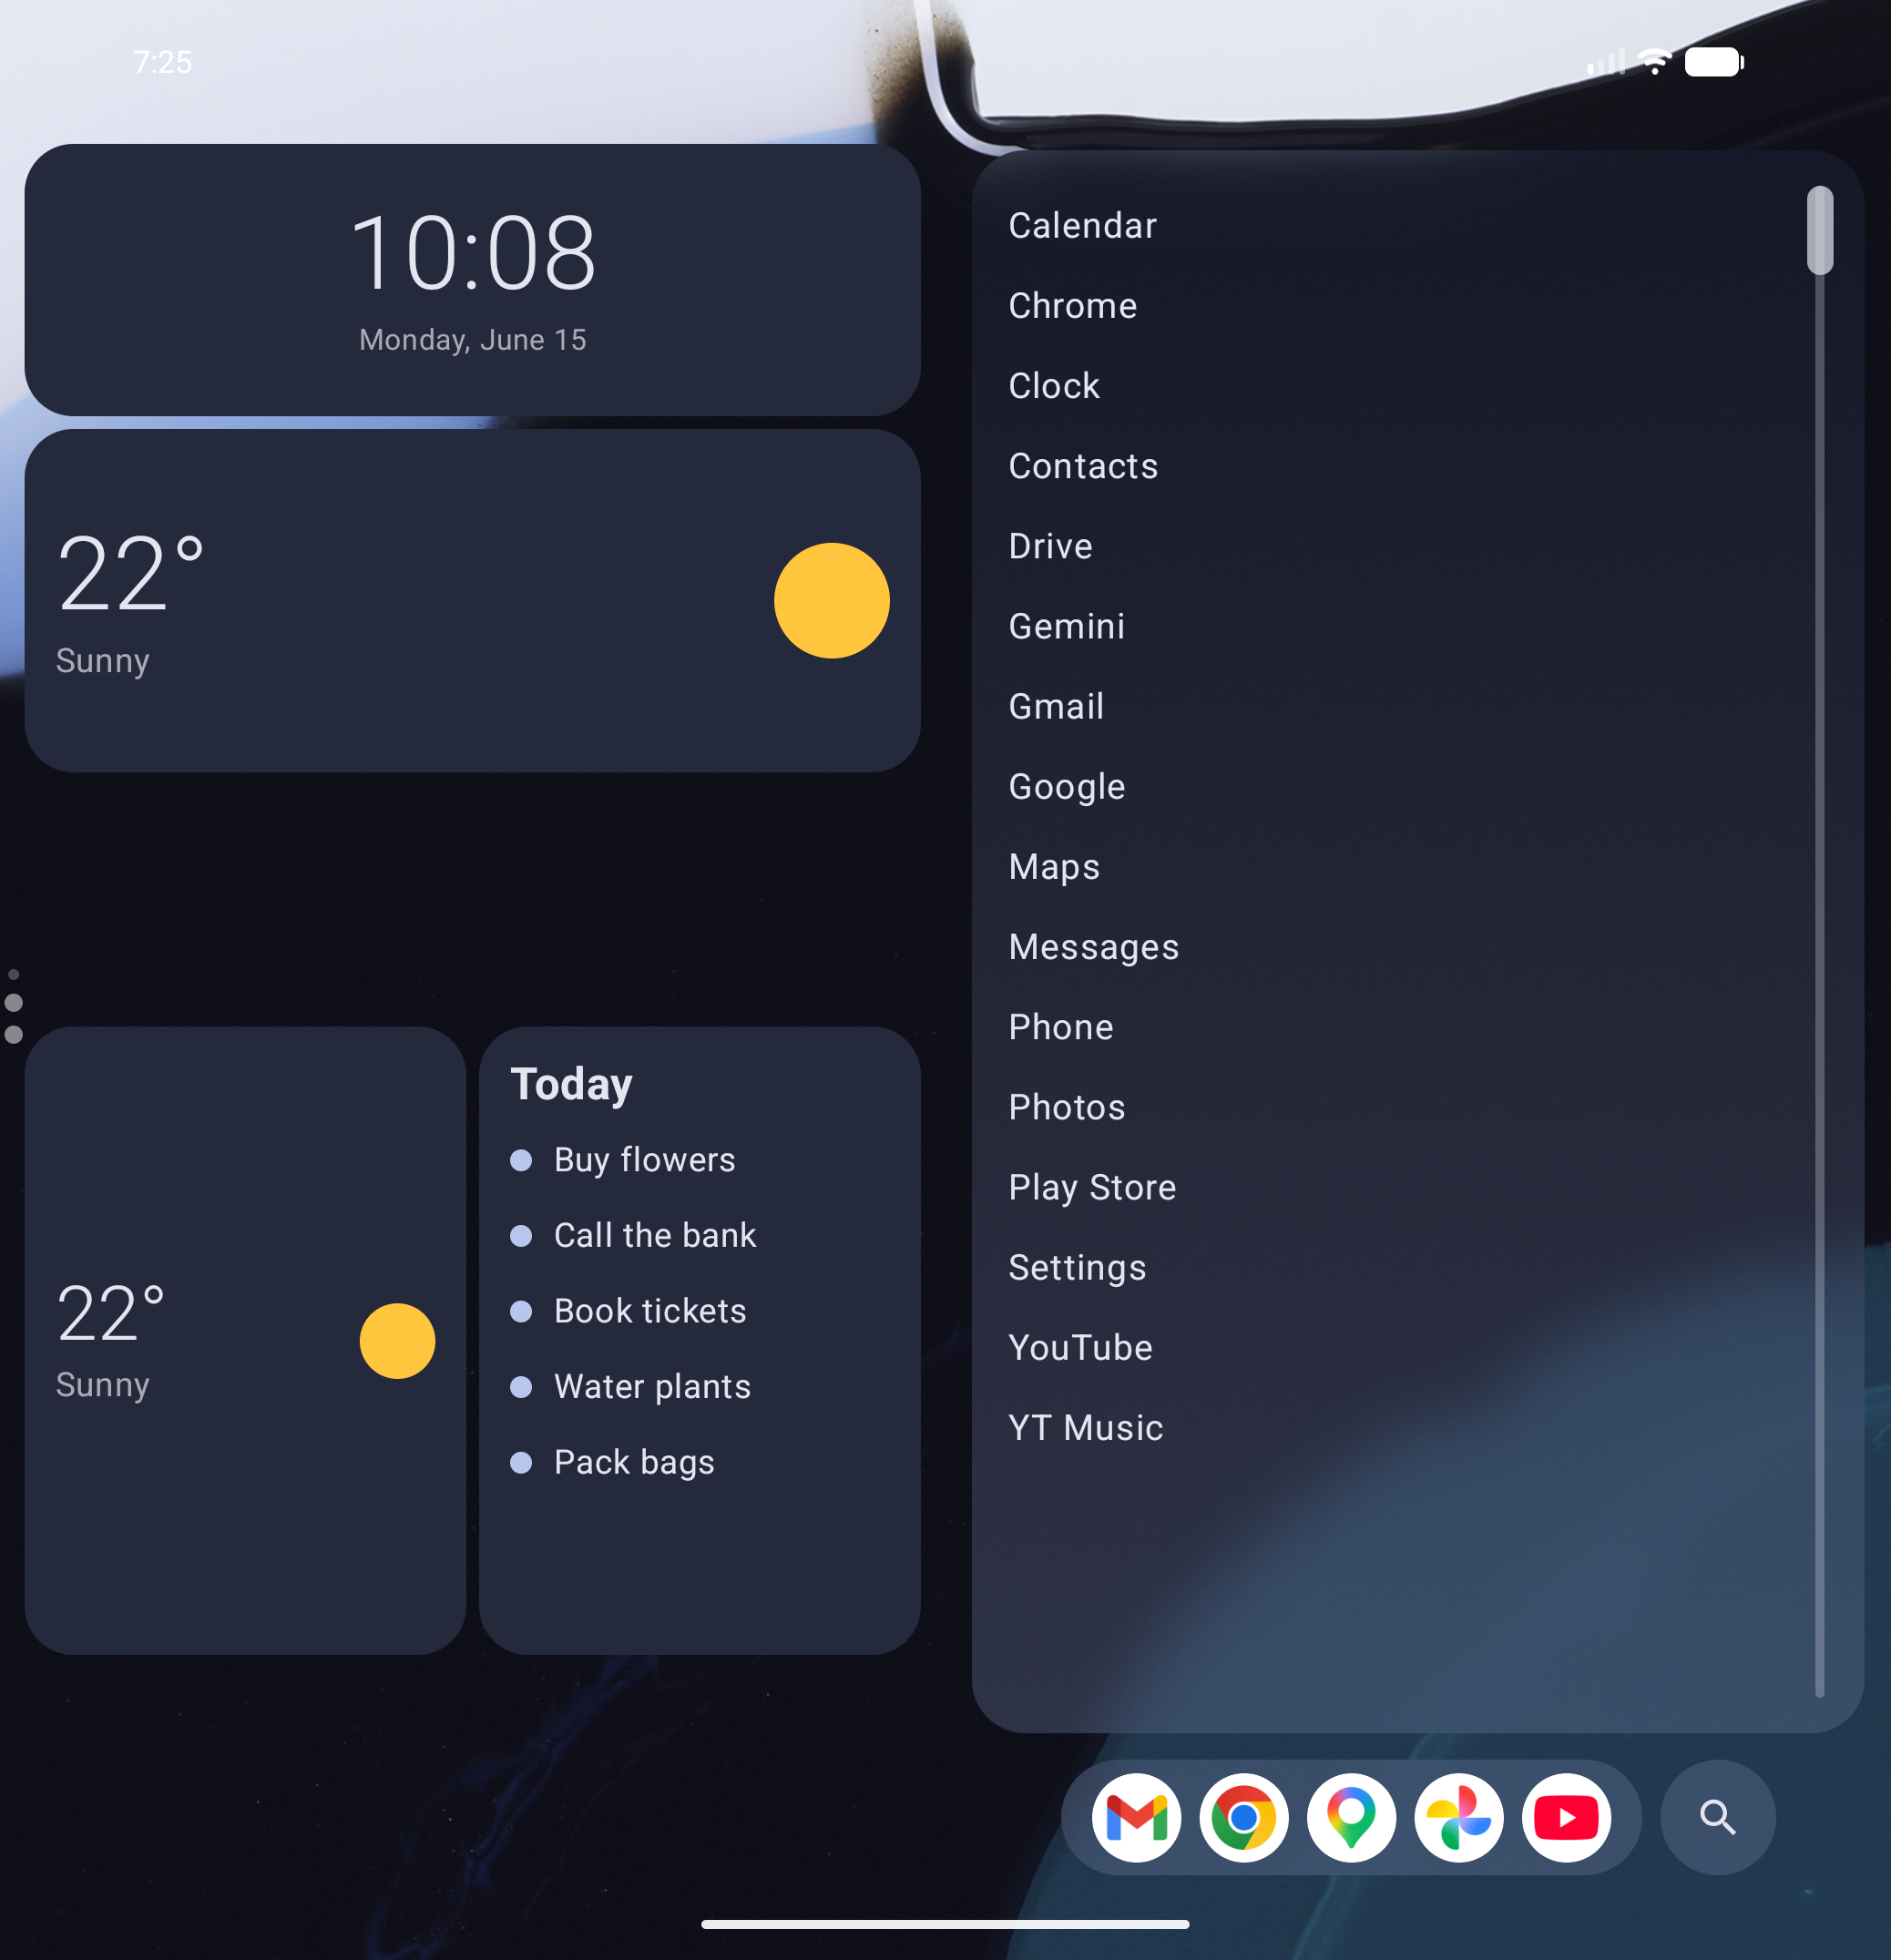 7:25
10:08
Monday, June 15
22°
Sunny
22°
Sunny
Today
Buy flowers
Call the bank
Book tickets
Water plants
Pack bags
Calendar
Chrome
Clock
Contacts
Drive
Gemini
Gmail
Google
Maps
Messages
Phone
Photos
Play Store
Settings
YouTube
YT Music